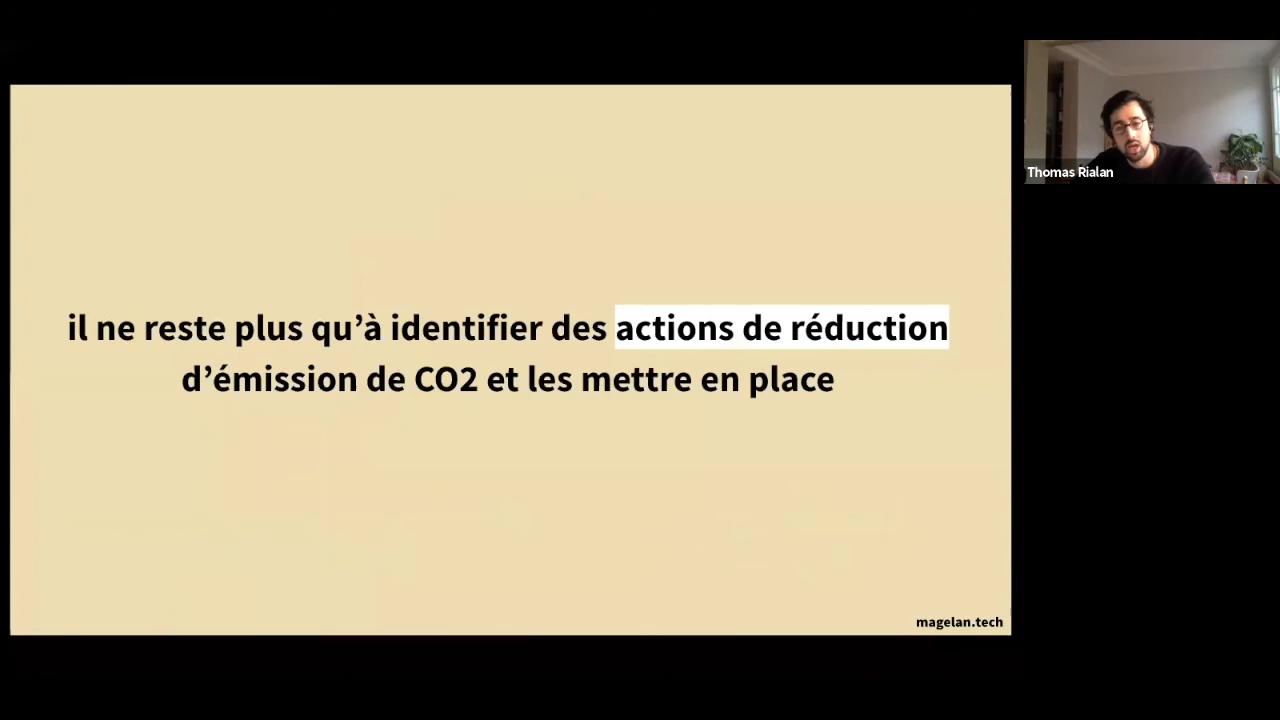 il ne reste plus qu’à identifier des actions de réduction
d’émission de CO2 et les mettre en place
magelan.tech
Thomas Rialan